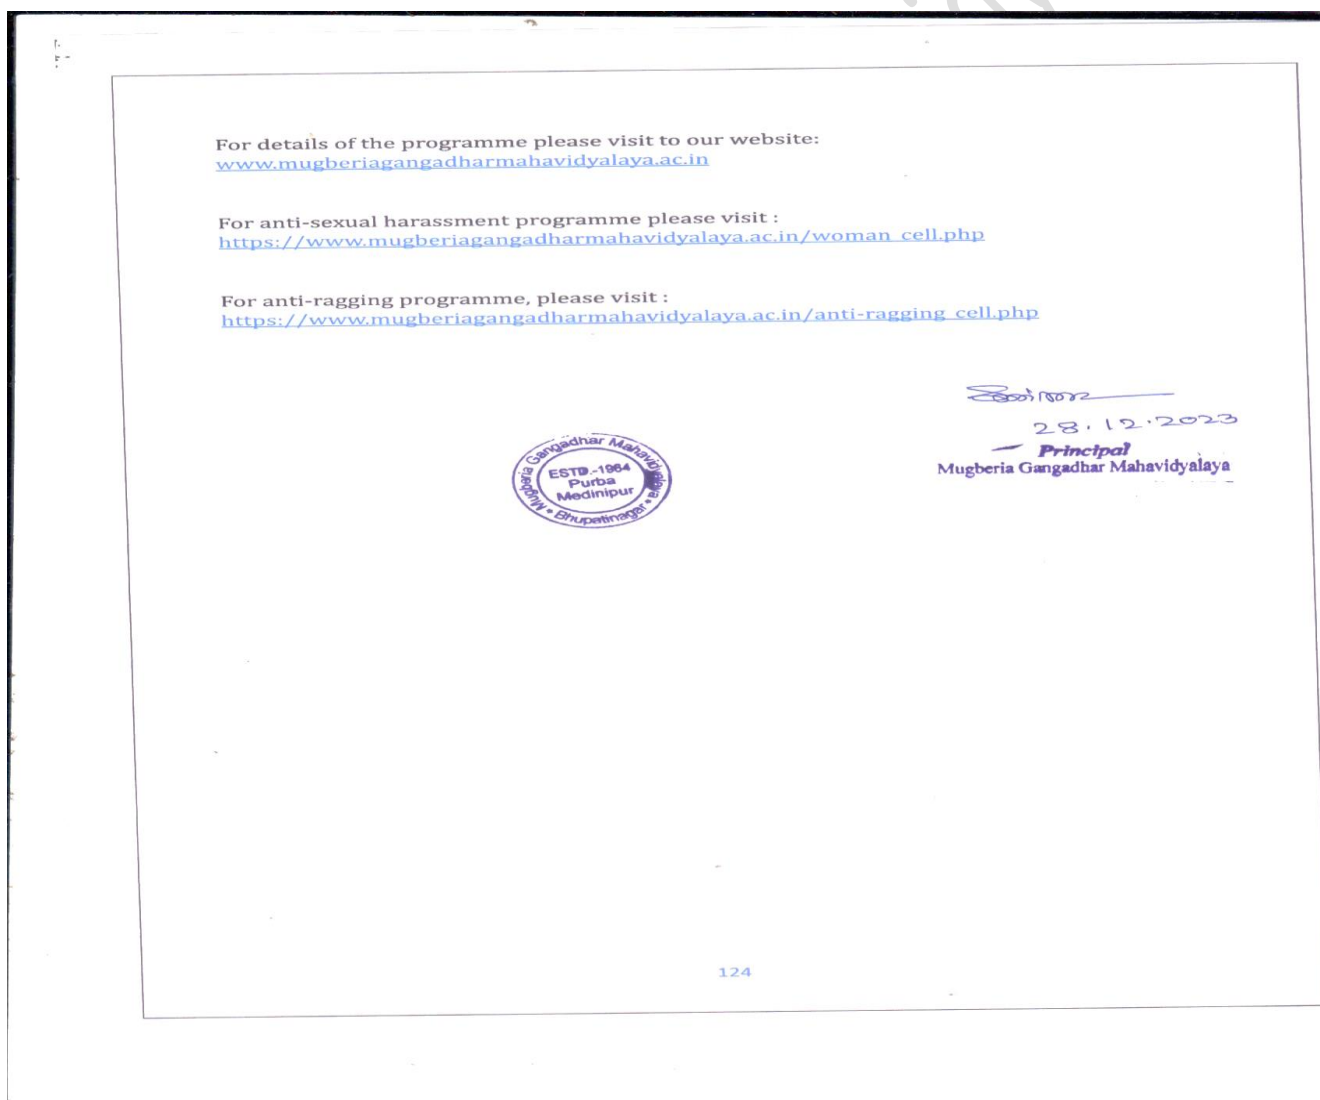 For details of the programme please visit to our website:
www.mugberiagangadharmahavidyalaya.ac.in
For anti-sexual harassment programme please visit :
https://www.mugberiagangadharmahavidyalaya.ac.in/woman_cell.php
For anti-ragging programme, please visit :
https://www.mugberiagangadharmahavidyalaya.ac.in/anti-ragging_cell.php
28.12.2023
Principal
Mugberia Gangadhar Mahavidyalaya
Mugberia Gangadhar Mahavidyalaya
ESTD.-1964
Purba
Medinipur
Bhupatinagar
124